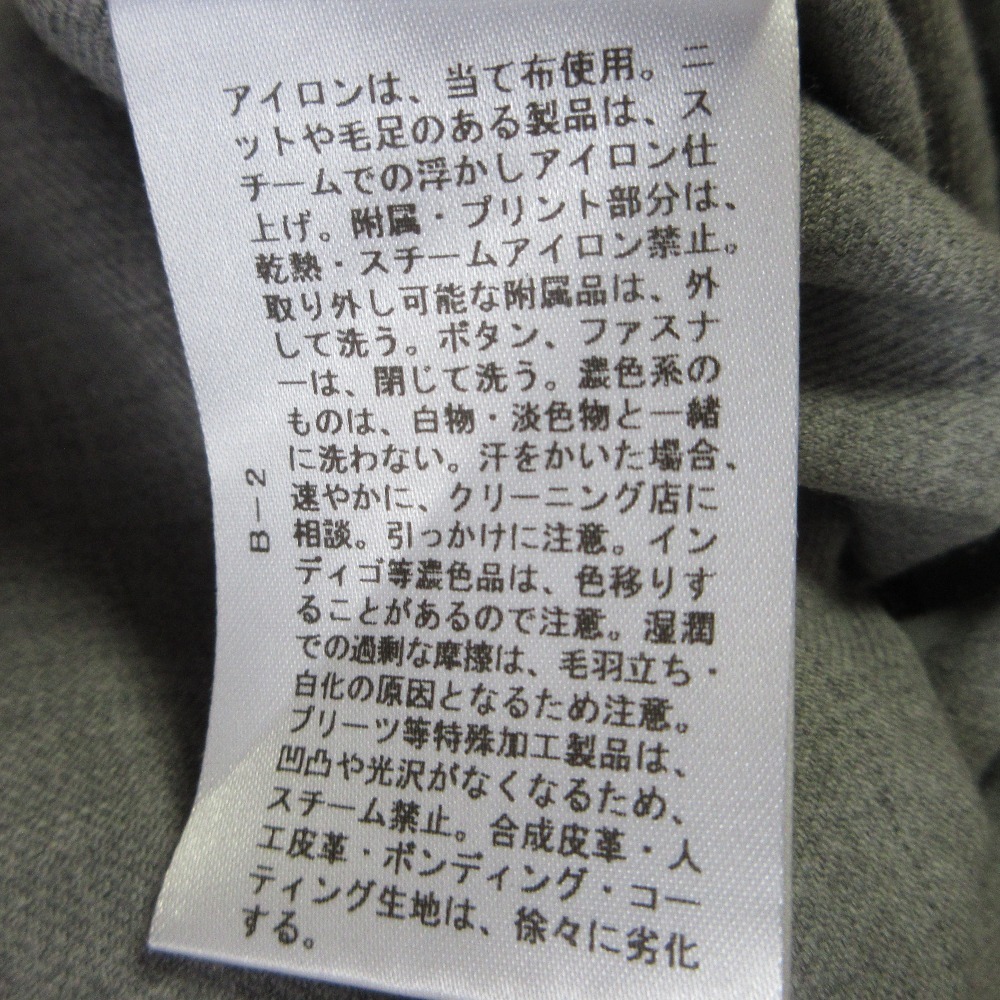 アイロンは、当て布使用。ニ
ットや毛足のある製品は、ス
チームでの浮かしアイロン仕
上げ。附属・プリント部分は、
乾熱・スチームアイロン禁止。
取り外し可能な附属品は、外
して洗う。ボタン、ファスナ
ーは、閉じて洗う。濃色系の
ものは、白物・淡色物と一緒
に洗わない。汗をかいた場合、
速やかに、クリーニング店に
相談。引っかけに注意。イン
ディゴ等濃色品は、色移りす
ることがあるので注意。湿潤
での過剰な摩擦は、毛羽立ち・
白化の原因となるため注意。
プリーツ等特殊加工製品は、
凹凸や光沢がなくなるため、
スチーム禁止。合成皮革・人
工皮革・ボンディング・コー
ティング生地は、徐々に劣化
する。
B-2